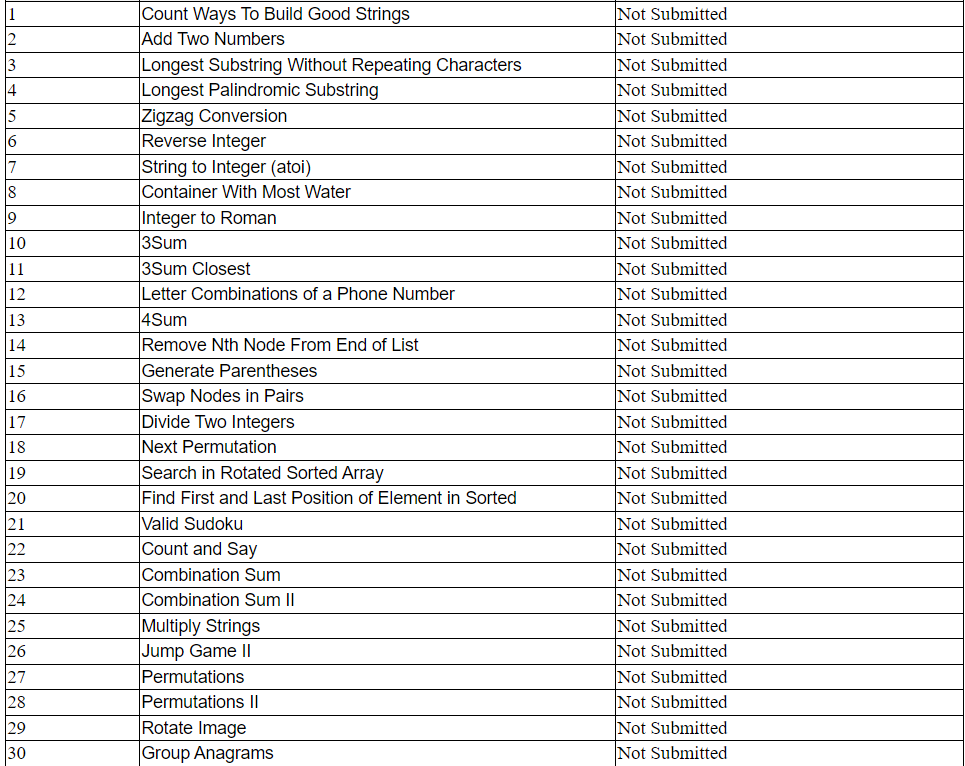 1 Count Ways To Build Good Strings Not Submitted
2 Add Two Numbers Not Submitted
3 Longest Substring Without Repeating Characters Not Submitted
4 Longest Palindromic Substring Not Submitted
5 Zigzag Conversion Not Submitted
6 Reverse Integer Not Submitted
7 String to Integer (atoi) Not Submitted
8 Container With Most Water Not Submitted
9 Integer to Roman Not Submitted
10 3Sum Not Submitted
11 3Sum Closest Not Submitted
12 Letter Combinations of a Phone Number Not Submitted
13 4Sum Not Submitted
14 Remove Nth Node From End of List Not Submitted
15 Generate Parentheses Not Submitted
16 Swap Nodes in Pairs Not Submitted
17 Divide Two Integers Not Submitted
18 Next Permutation Not Submitted
19 Search in Rotated Sorted Array Not Submitted
20 Find First and Last Position of Element in Sorted Not Submitted
21 Valid Sudoku Not Submitted
22 Count and Say Not Submitted
23 Combination Sum Not Submitted
24 Combination Sum II Not Submitted
25 Multiply Strings Not Submitted
26 Jump Game II Not Submitted
27 Permutations Not Submitted
28 Permutations II Not Submitted
29 Rotate Image Not Submitted
30 Group Anagrams Not Submitted